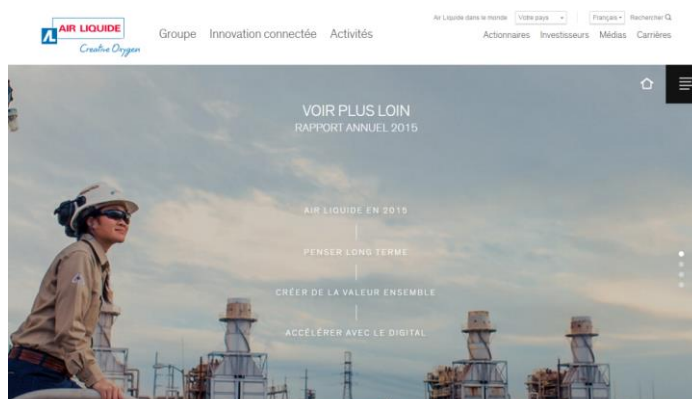 Air Liquide dans le monde Votre pays Français Rechercher
AIR LIQUIDE
Creative Oxygen
Groupe Innovation connectée Activités
Actionnaires Investisseurs Médias Carrières
VOIR PLUS LOIN
RAPPORT ANNUEL 2015
AIR LIQUIDE EN 2015
PENSER LONG TERME
CRÉER DE LA VALEUR ENSEMBLE
ACCÉLÉRER AVEC LE DIGITAL